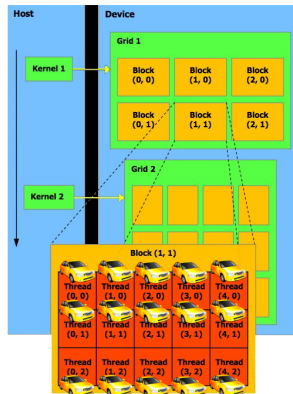 Host
Device
Grid 1
Kernel 1
Block
(0, 0)
Block
(1, 0)
Block
(2, 0)
Block
(0, 1)
Block
(1, 1)
Block
(2, 1)
Grid 2
Kernel 2
Block (1, 1)
Thread
(0, 0)
Thread
(1, 0)
Thread
(2, 0)
Thread
(3, 0)
Thread
(4, 0)
Thread
(0, 1)
Thread
(1, 1)
Thread
(2, 1)
Thread
(3, 1)
Thread
(4, 1)
Thread
(0, 2)
Thread
(1, 2)
Thread
(2, 2)
Thread
(3, 2)
Thread
(4, 2)